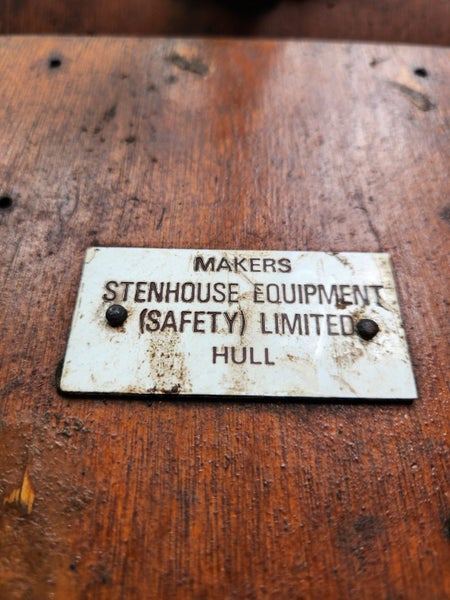 MAKERS
STENHOUSE EQUIPMENT
(SAFETY) LIMITED
HULL